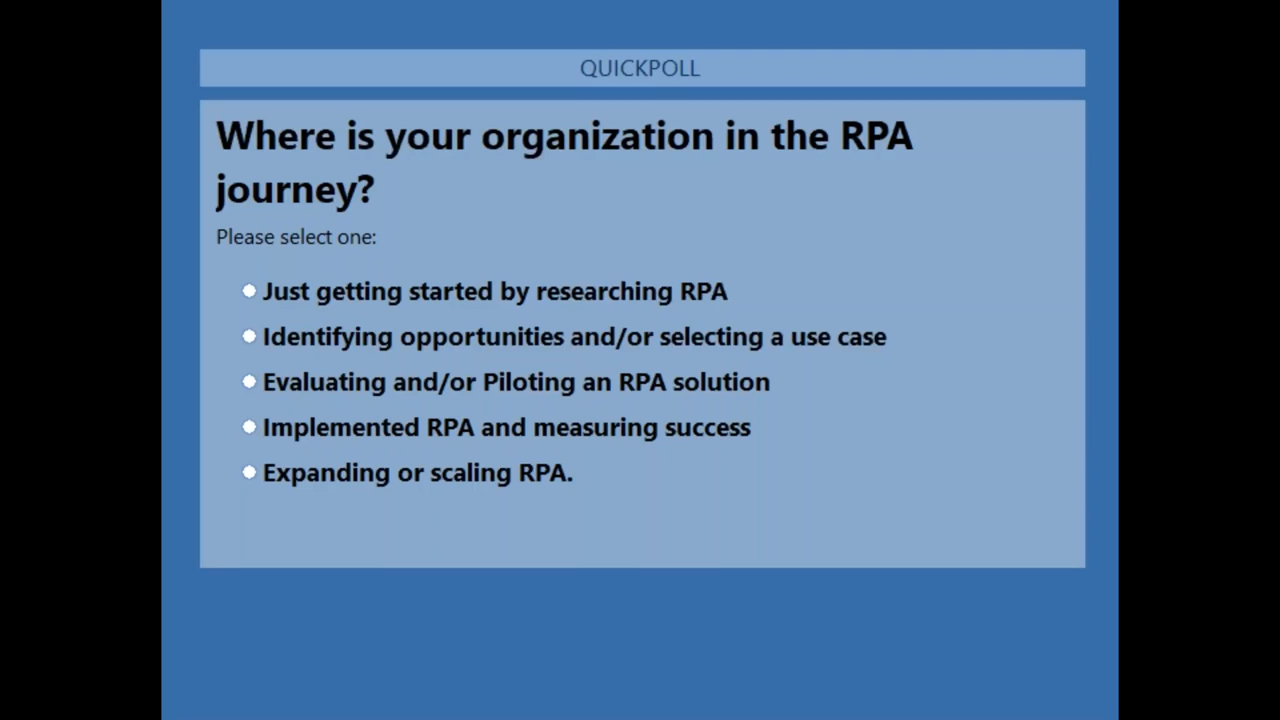 QUICKPOLL
Where is your organization in the RPA
journey?
Please select one:
Just getting started by researching RPA
Identifying opportunities and/or selecting a use case
Evaluating and/or Piloting an RPA solution
Implemented RPA and measuring success
Expanding or scaling RPA.